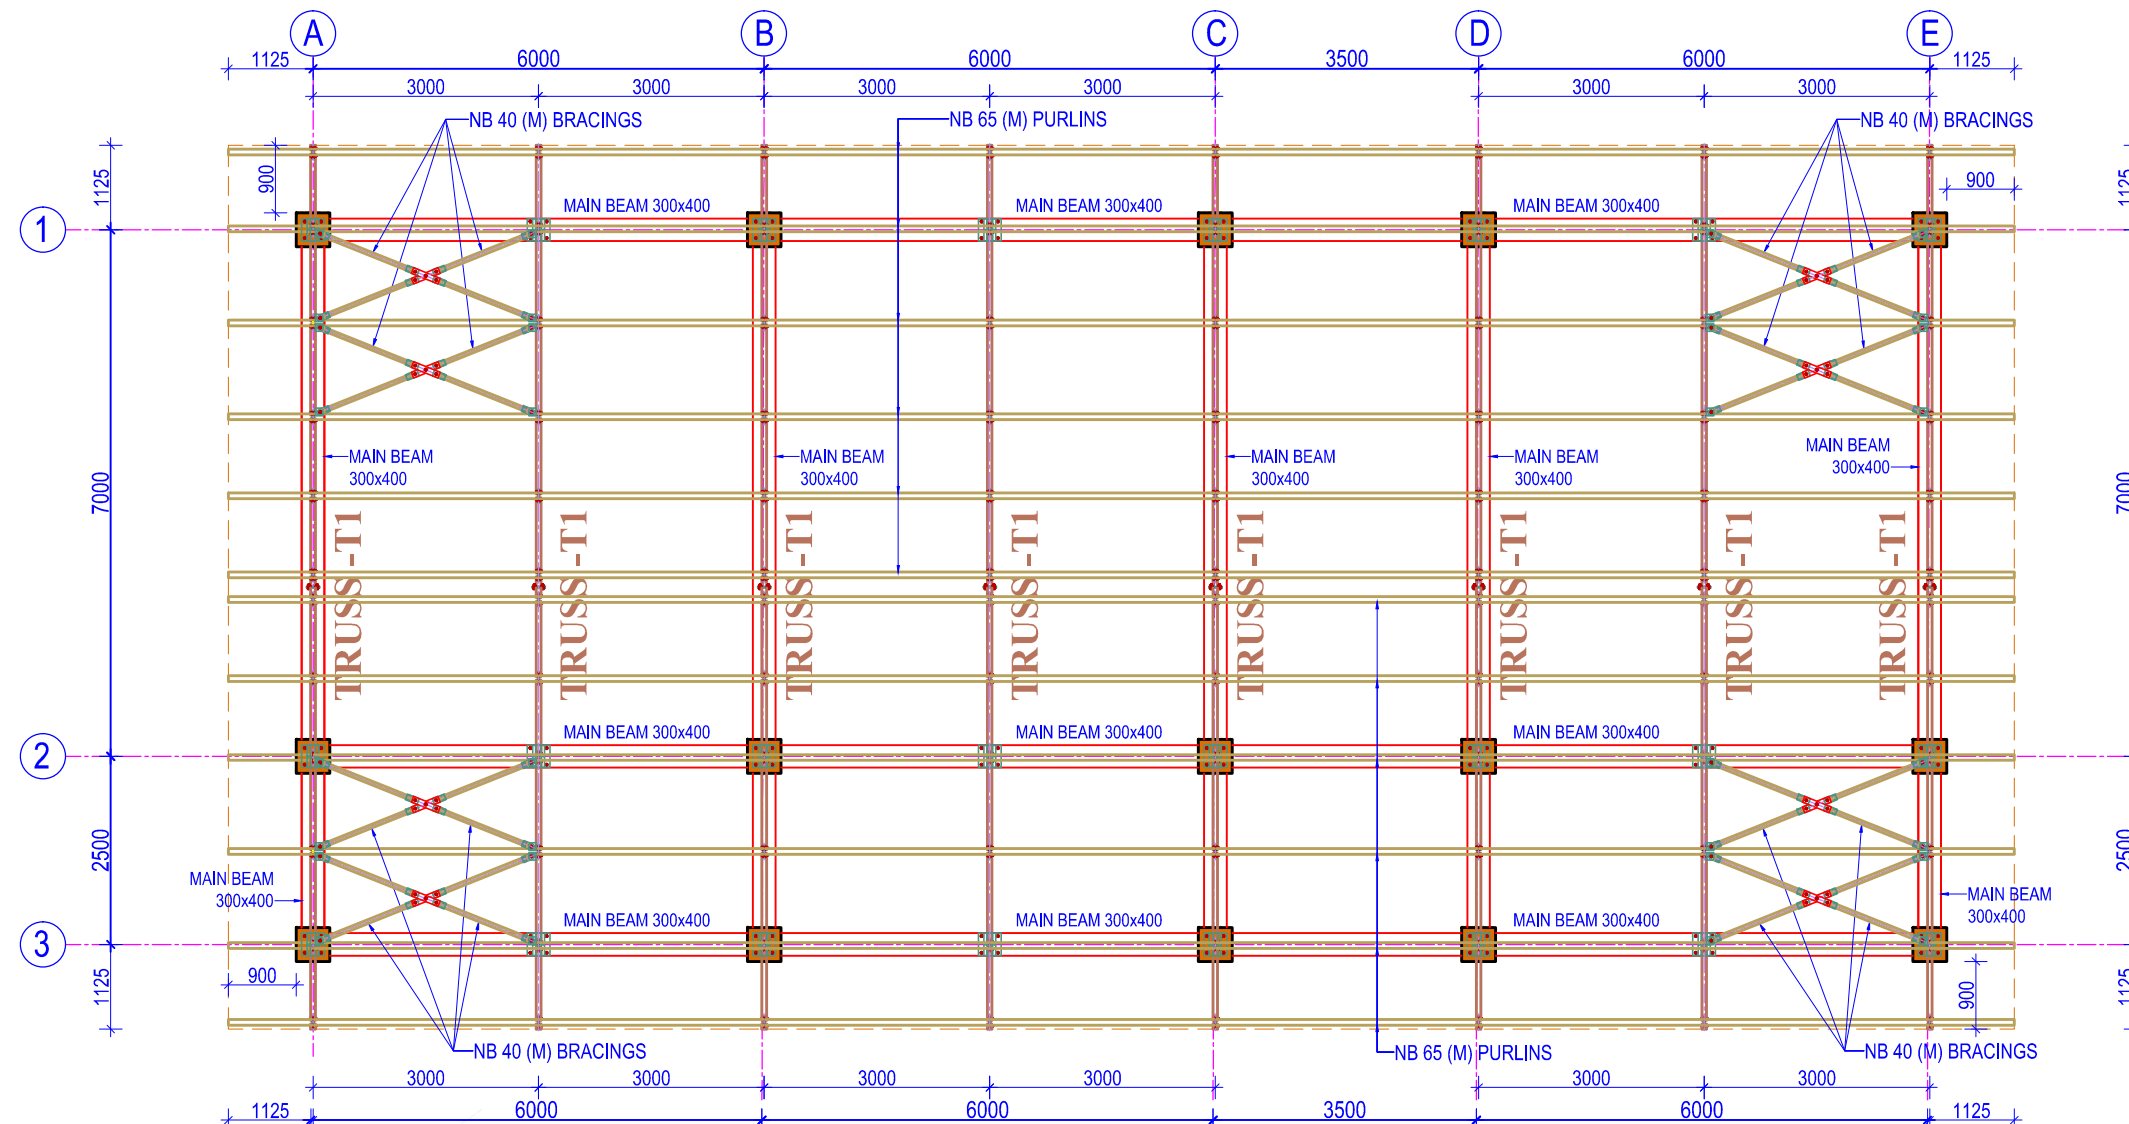 A B C D E
1125 6000 6000 3500 6000 1125
3000 3000 3000 3000 3000 3000
NB 40 (M) BRACINGS NB 65 (M) PURLINS NB 40 (M) BRACINGS
1125 900 900 1125
MAIN BEAM 300x400 MAIN BEAM 300x400 MAIN BEAM 300x400
1
MAIN BEAM
300x400
MAIN BEAM
300x400
MAIN BEAM
300x400
MAIN BEAM
300x400
MAIN BEAM
300x400
7000 7000
TRUSS -T1 TRUSS -T1 TRUSS -T1 TRUSS -T1 TRUSS -T1 TRUSS -T1 TRUSS -T1 TRUSS -T1
MAIN BEAM 300x400 MAIN BEAM 300x400 MAIN BEAM 300x400
2
2500 2500
MAIN BEAM
300x400
MAIN BEAM
300x400
MAIN BEAM 300x400 MAIN BEAM 300x400 MAIN BEAM 300x400
3
1125 900 900 1125
NB 40 (M) BRACINGS NB 65 (M) PURLINS NB 40 (M) BRACINGS
3000 3000 3000 3000 3000 3000
1125 6000 6000 3500 6000 1125